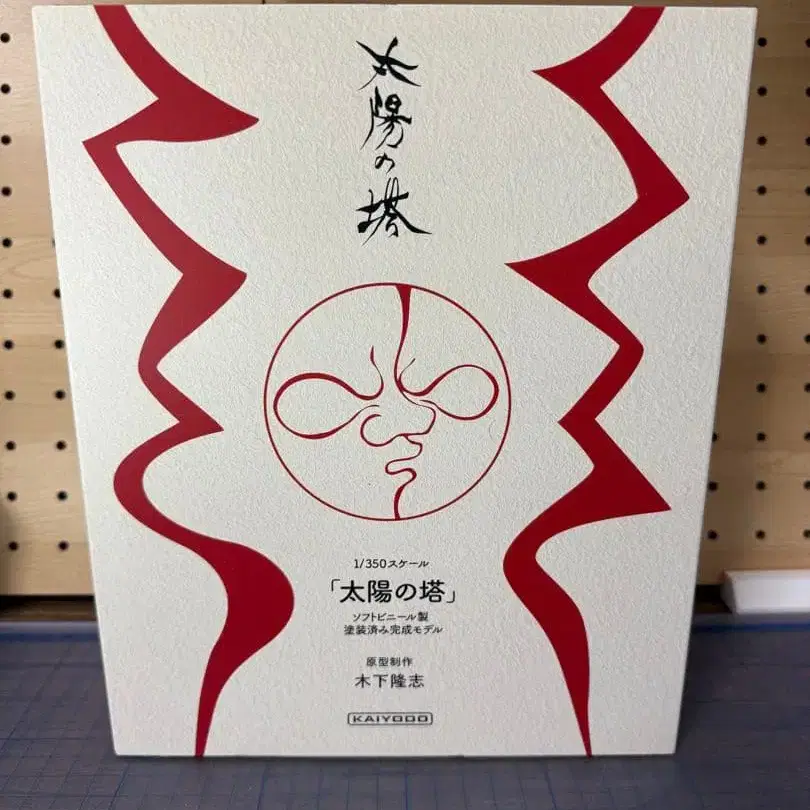 太陽の塔
1/350スケール
「太陽の塔」
ソフトビニール製
塗装済み完成モデル
原型制作
木下隆志
KAIYODO